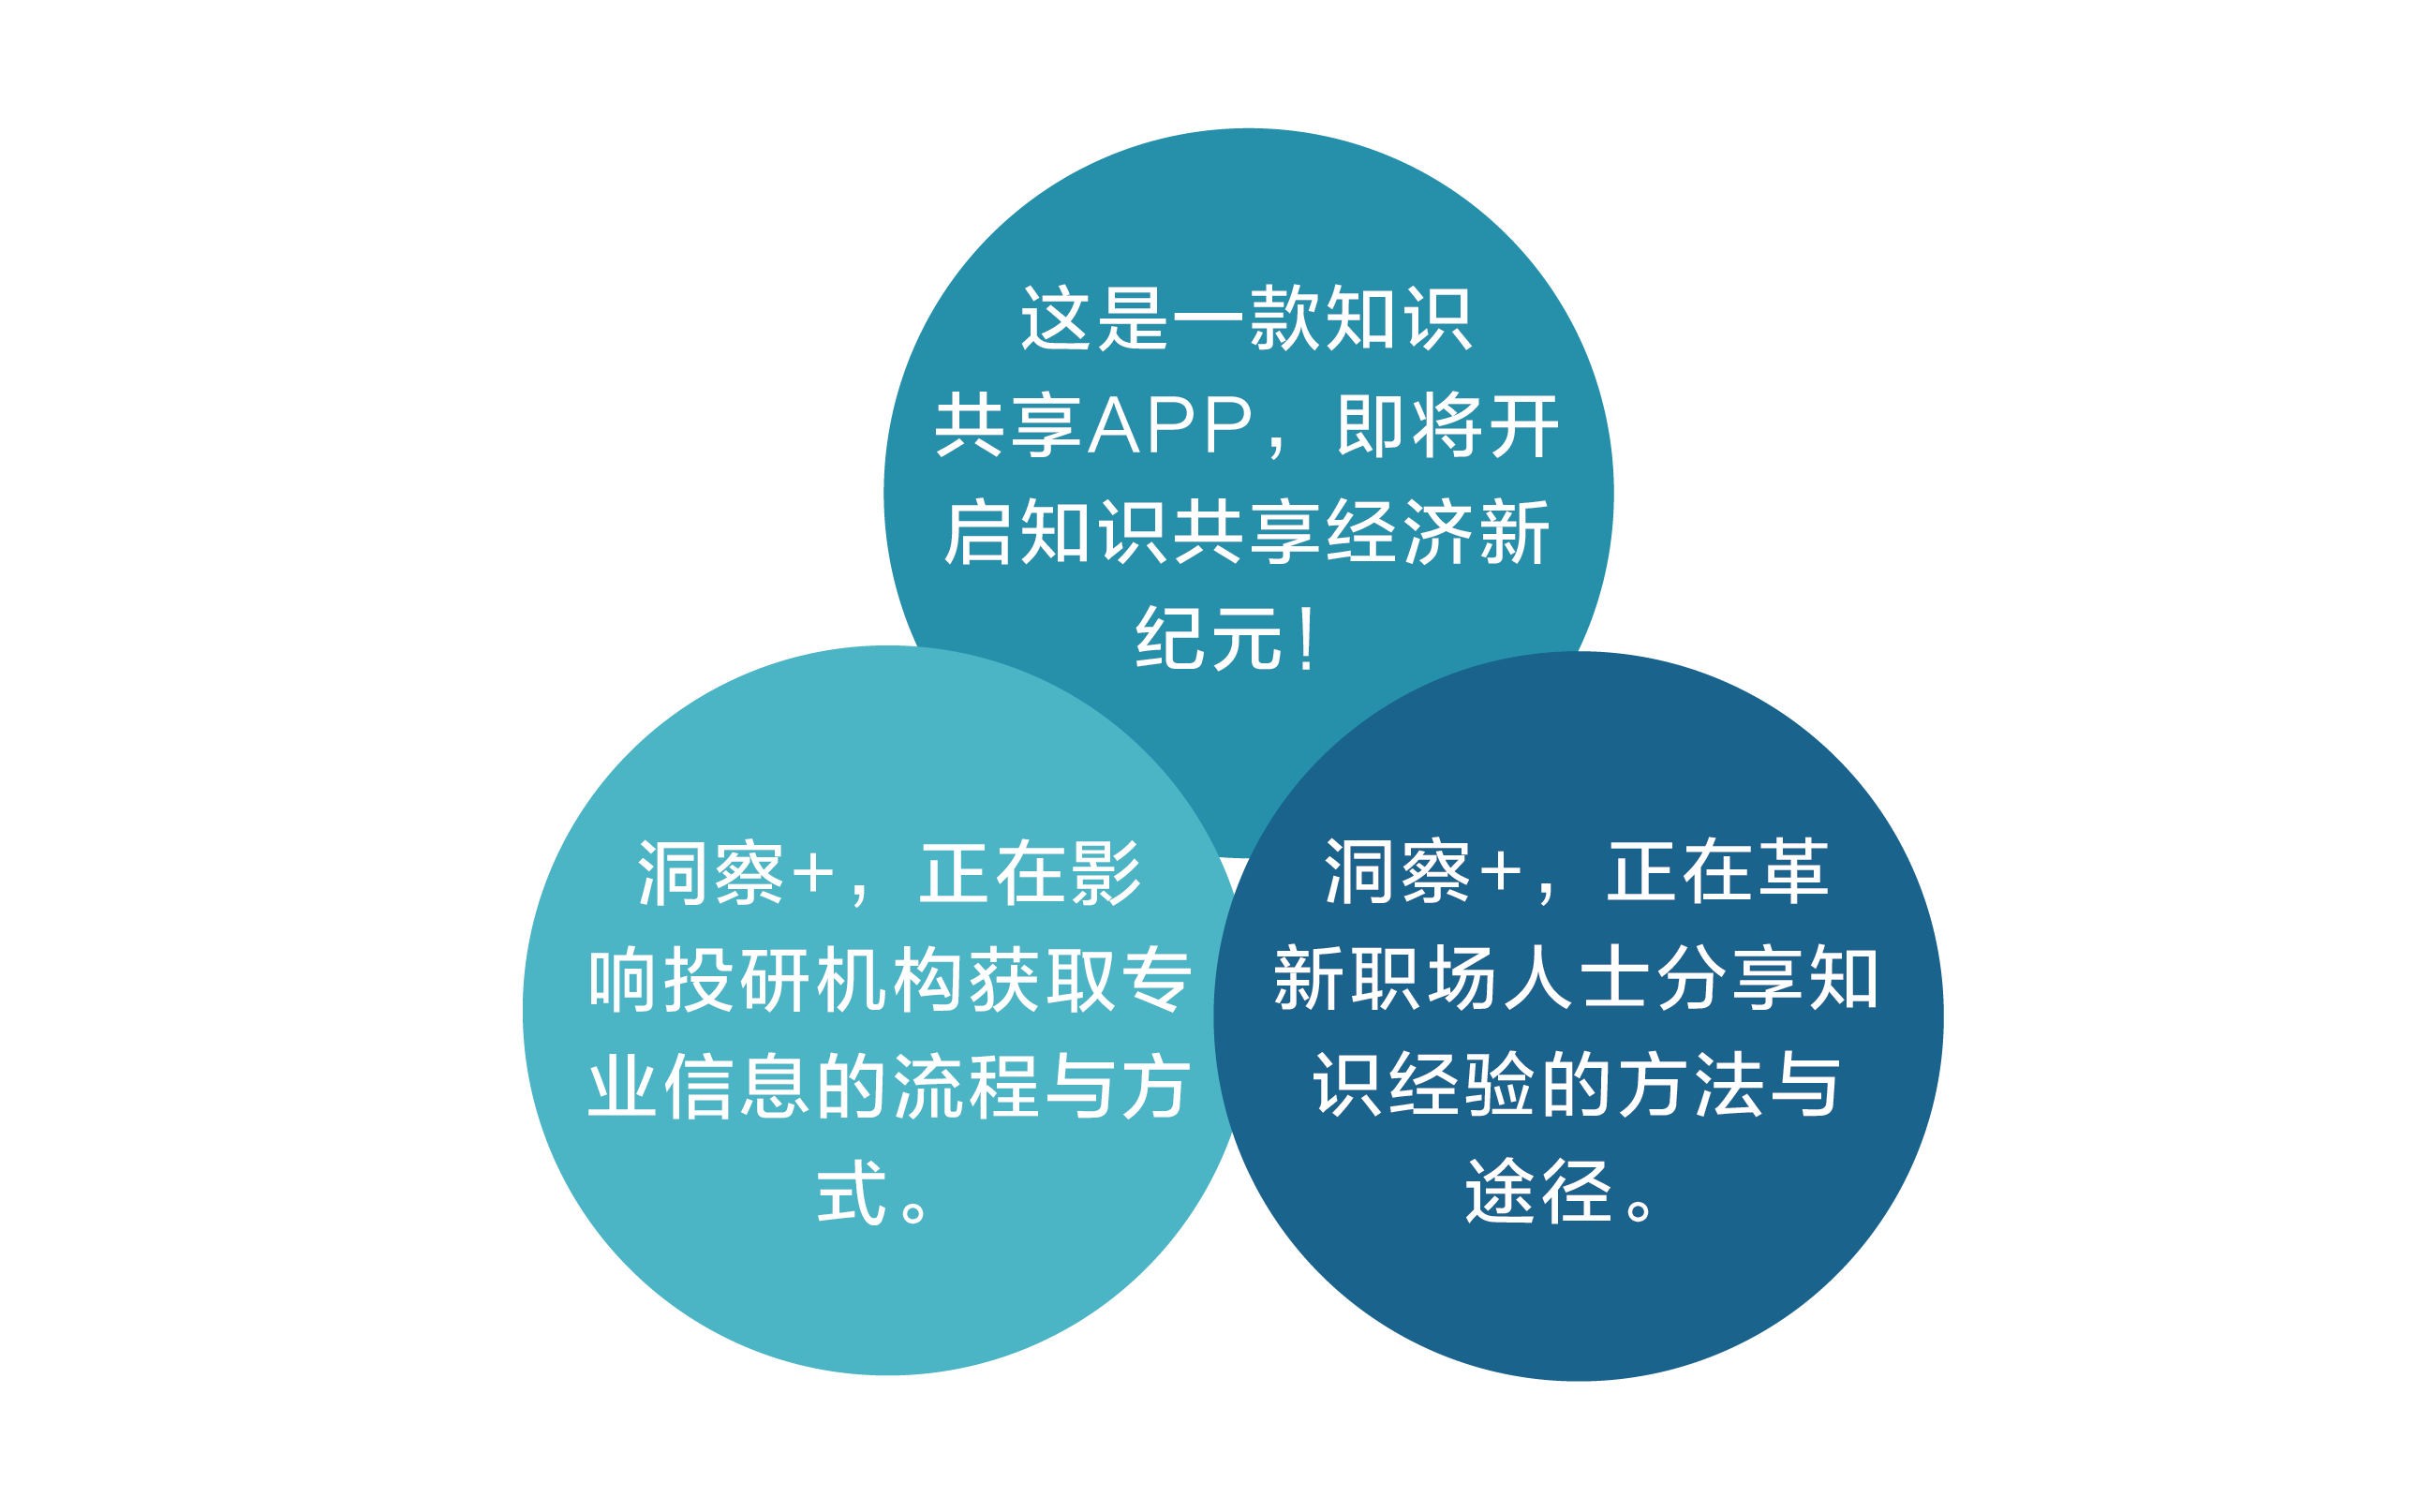 这是一款知识
共享APP，即将开
启知识共享经济新
纪元！
洞察+，正在影
响投研机构获取专
业信息的流程与方
式。
洞察+，正在革
新职场人士分享知
识经验的方法与
途径。